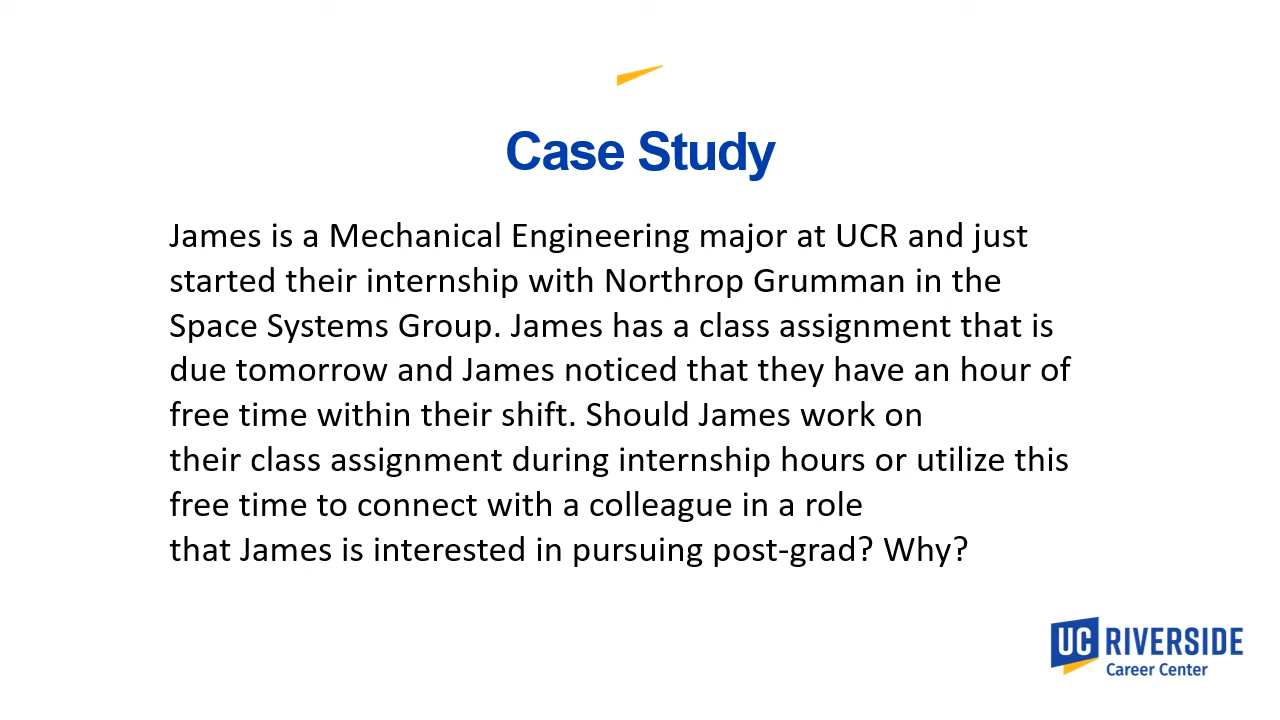 Case Study
James is a Mechanical Engineering major at UCR and just
started their internship with Northrop Grumman in the
Space Systems Group. James has a class assignment that is
due tomorrow and James noticed that they have an hour of
free time within their shift. Should James work on
their class assignment during internship hours or utilize this
free time to connect with a colleague in a role
that James is interested in pursuing post-grad? Why?
UC RIVERSIDE
Career Center